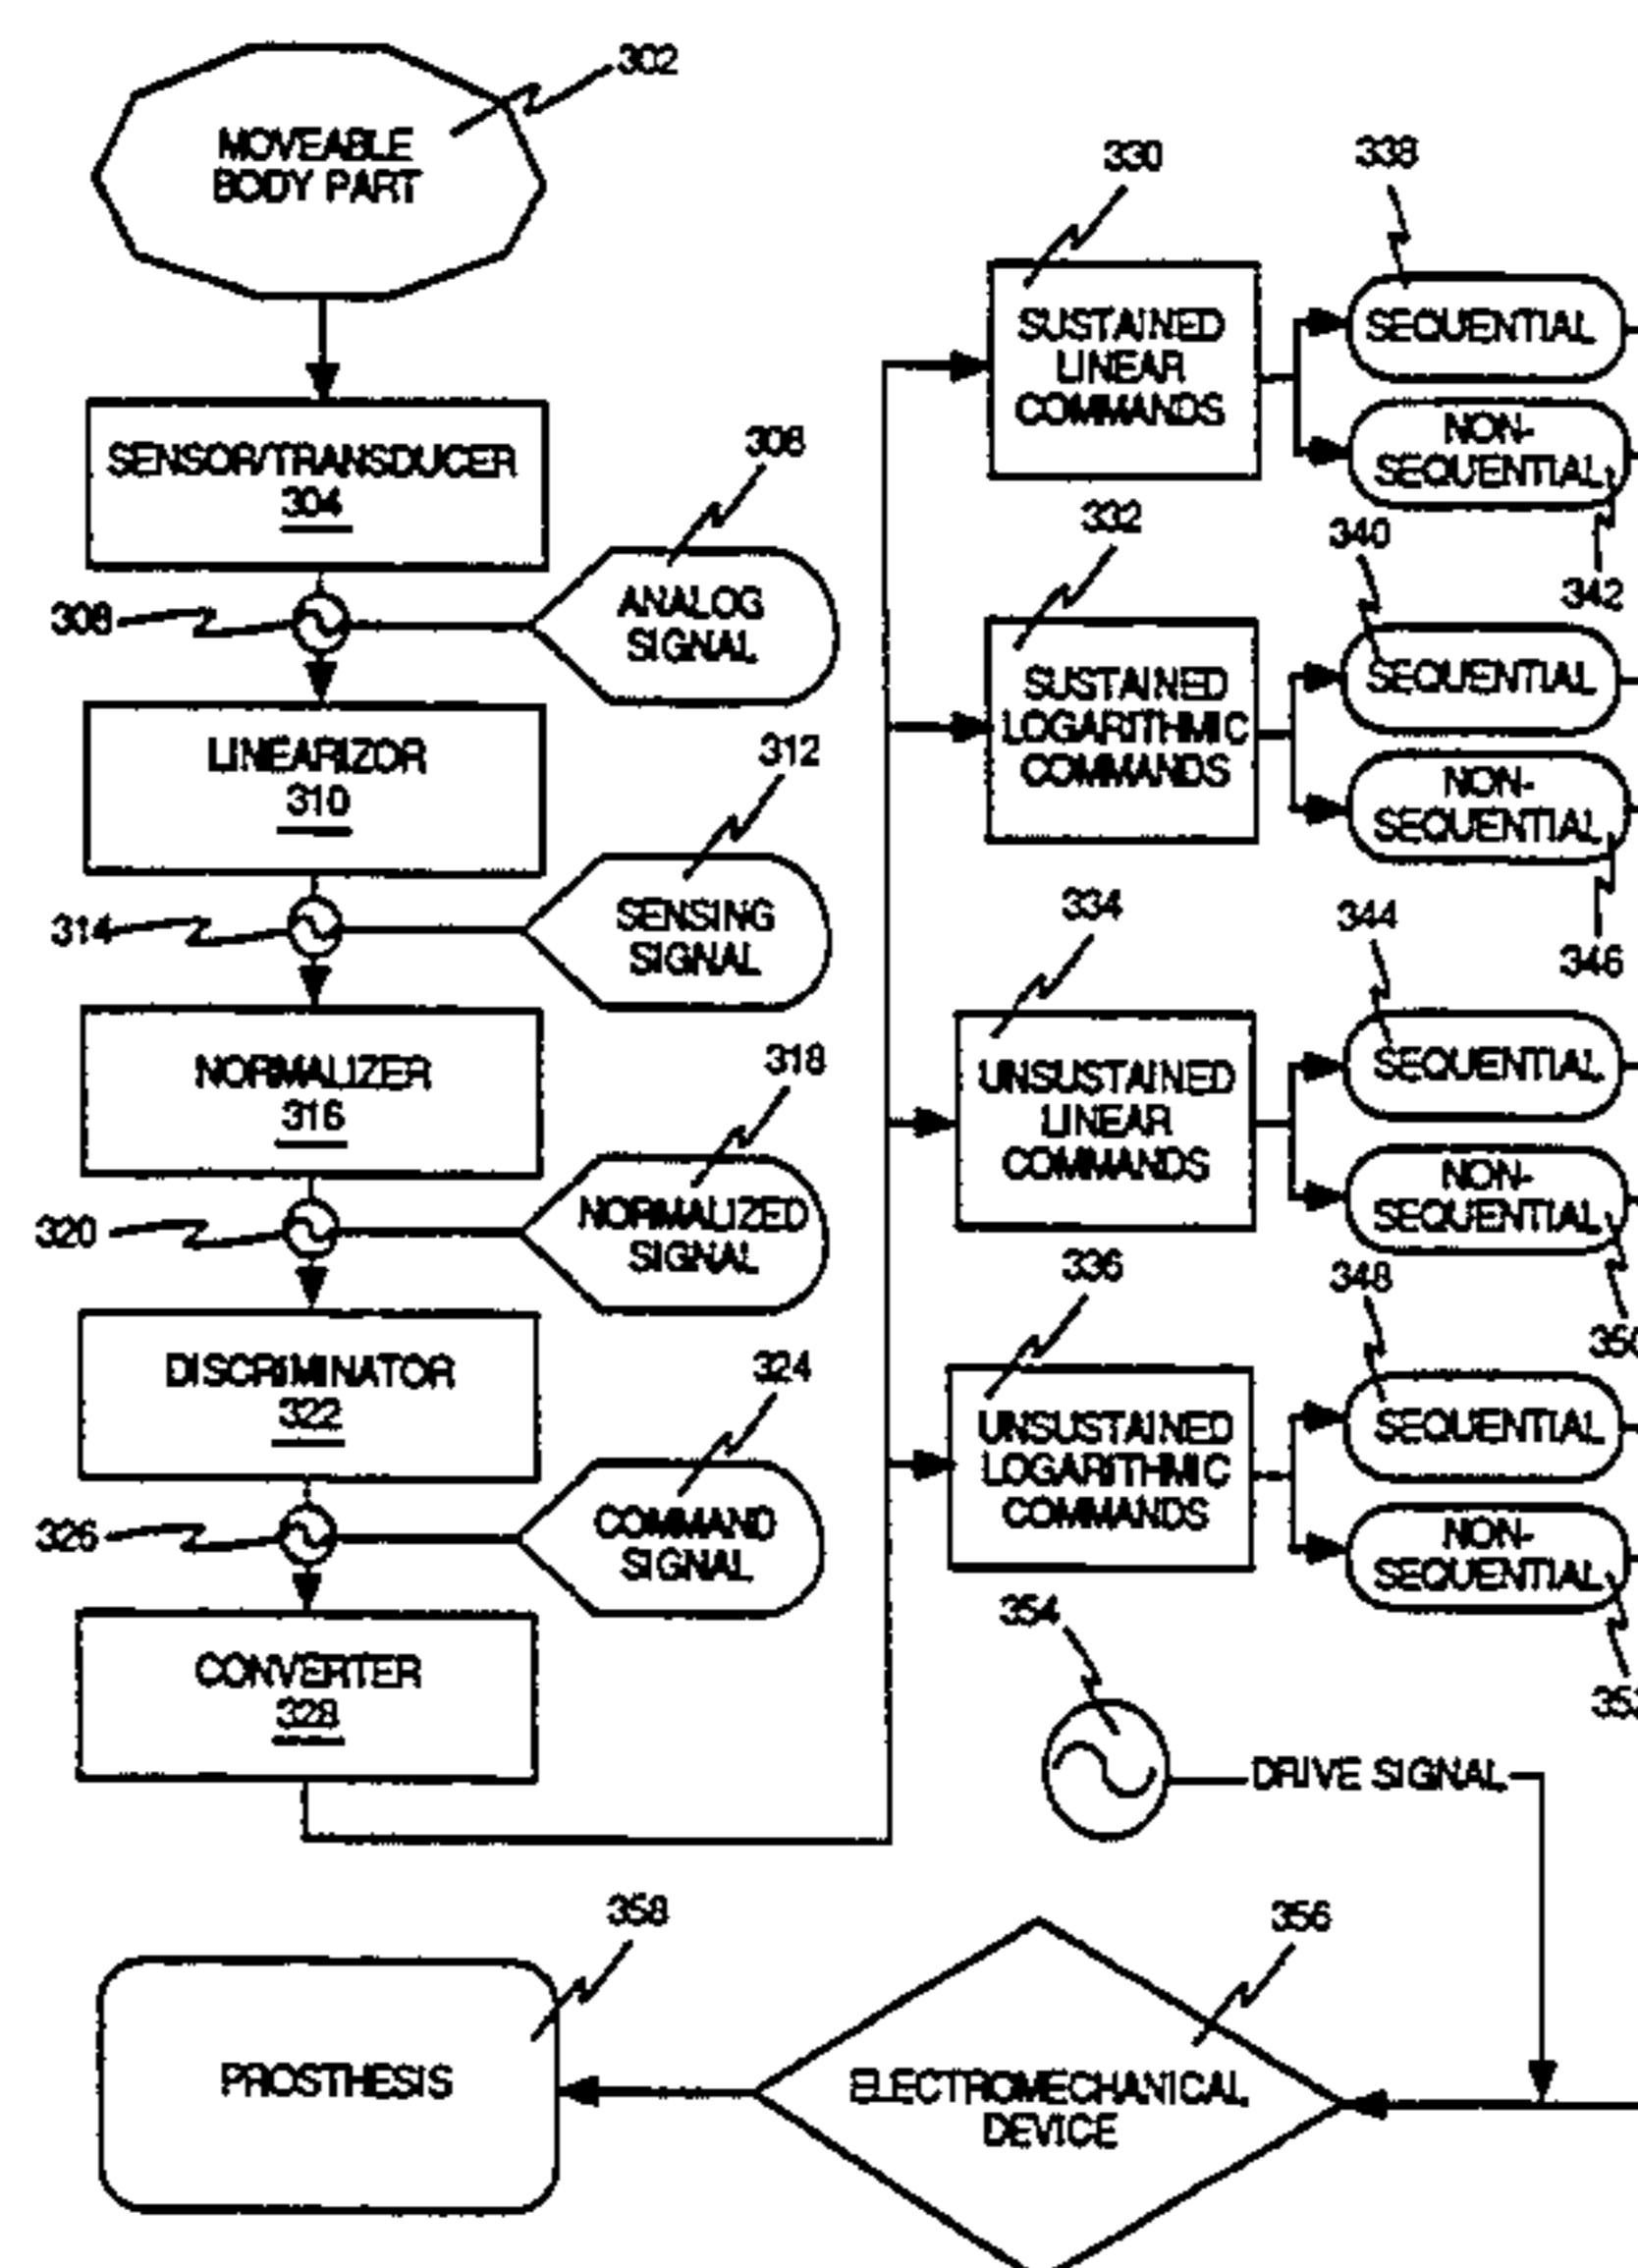 302
MOVEABLE
BODY PART
SENSOR/TRANSDUCER
304
308
308
ANALOG
SIGNAL
LINEARIZOR
310
312
314
SENSING
SIGNAL
NORMALIZER
316
318
320
NORMALIZED
SIGNAL
DISCRIMINATOR
322
324
326
COMMAND
SIGNAL
CONVERTER
328
330
338
SUSTAINED
LINEAR
COMMANDS
SEQUENTIAL
NON-
SEQUENTIAL
342
332
340
SUSTAINED
LOGARITHMIC
COMMANDS
SEQUENTIAL
NON-
SEQUENTIAL
346
334
344
UNSUSTAINED
LINEAR
COMMANDS
SEQUENTIAL
NON-
SEQUENTIAL
336
348
UNSUSTAINED
LOGARITHMIC
COMMANDS
SEQUENTIAL
NON-
SEQUENTIAL
354
DRIVE SIGNAL
358
PROSTHESIS
356
ELECTROMECHANICAL
DEVICE